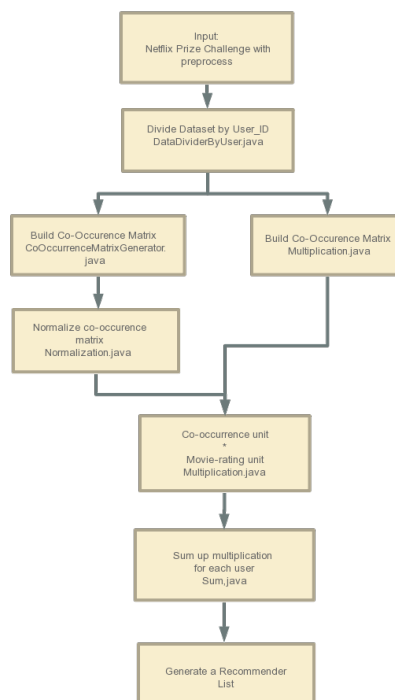 Input:
Netflix Prize Challenge with
preprocess
Divide Dataset by User_ID
DataDividerByUser.java
Build Co-Occurence Matrix
CoOccurrenceMatrixGenerator.
java
Build Co-Occurence Matrix
Multiplication.java
Normalize co-occurence
matrix
Normalization.java
Co-occurrence unit
*
Movie-rating unit
Multiplication.java
Sum up multiplication
for each user
Sum,java
Generate a Recommender
List